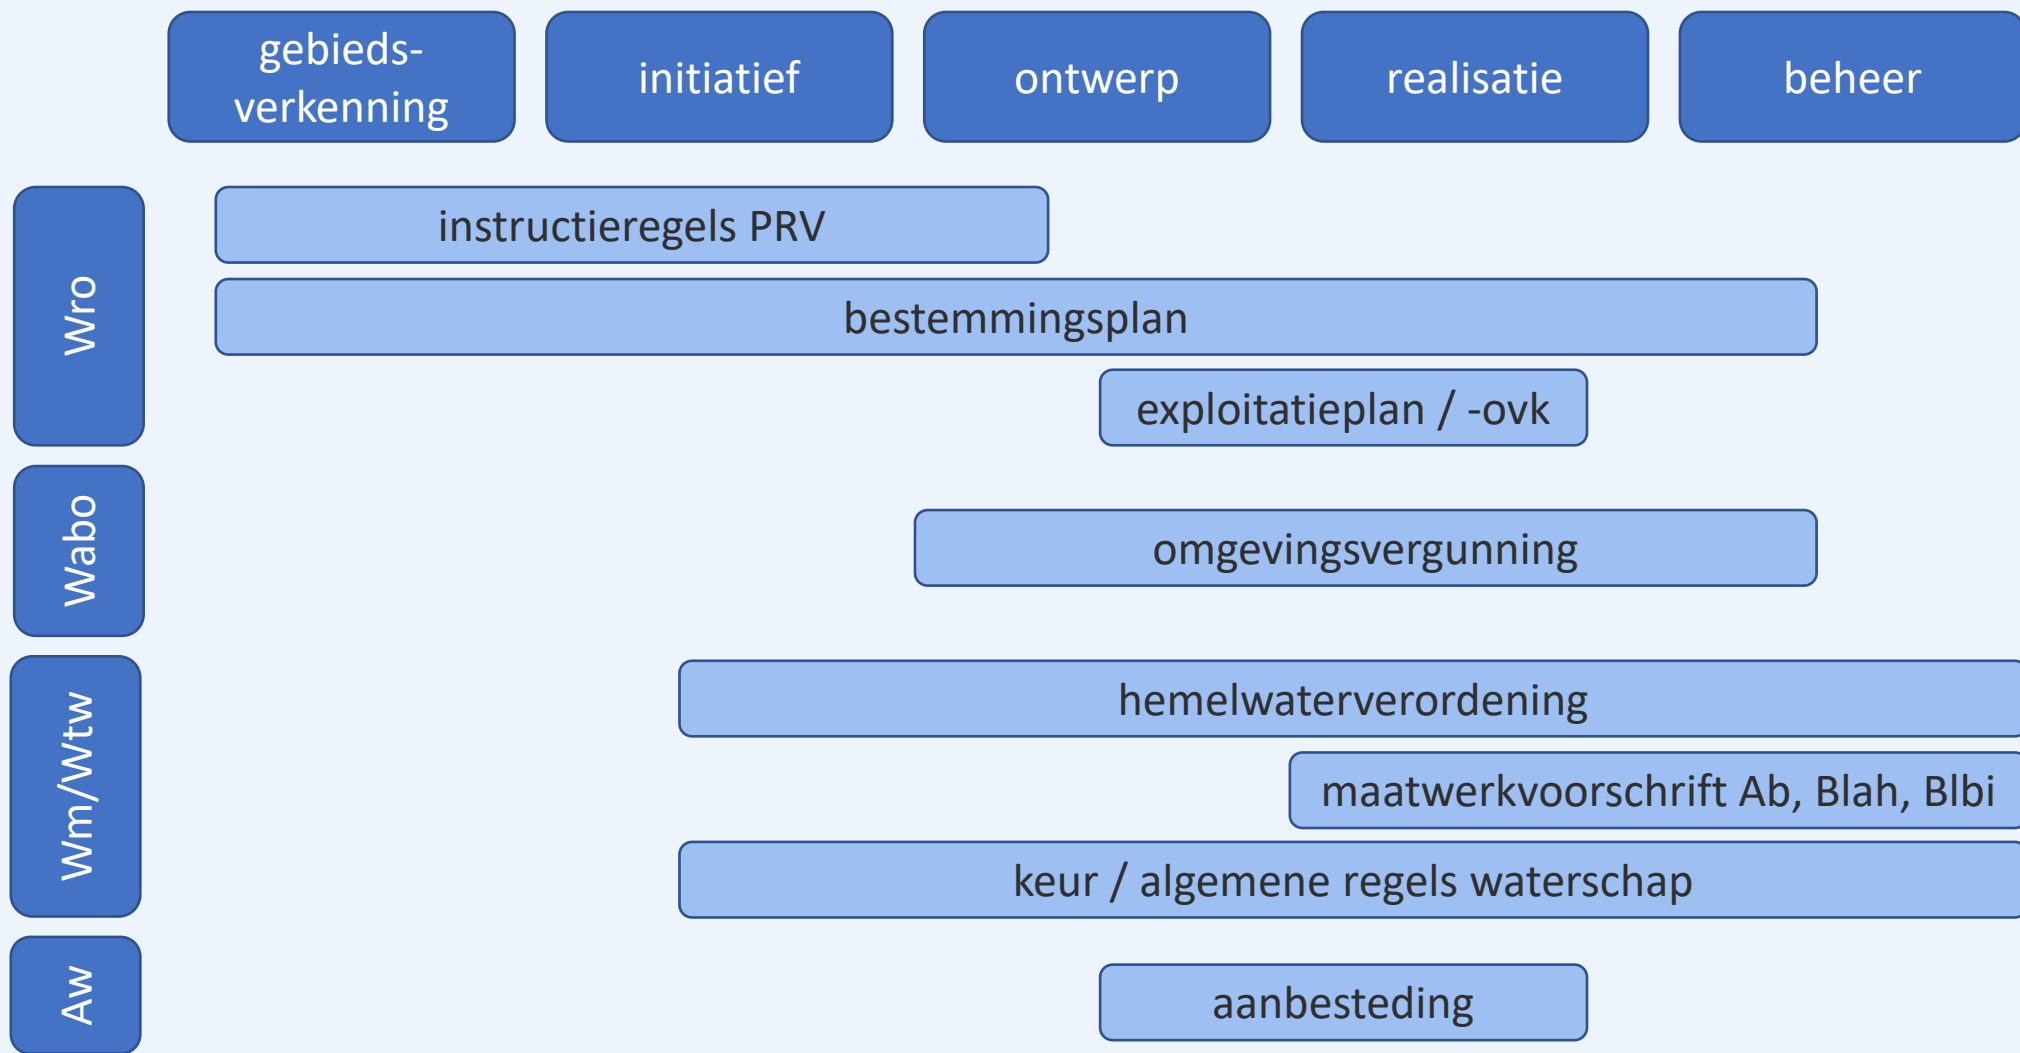 gebieds-
verkenning
initiatief
ontwerp
realisatie
beheer
Wro
instructieregels PRV
bestemmingsplan
exploitatieplan / -ovk
Wabo
omgevingsvergunning
Wm/Wtw
hemelwaterverordening
maatwerkvoorschrift Ab, Blah, Blbi
keur / algemene regels waterschap
Aw
aanbesteding